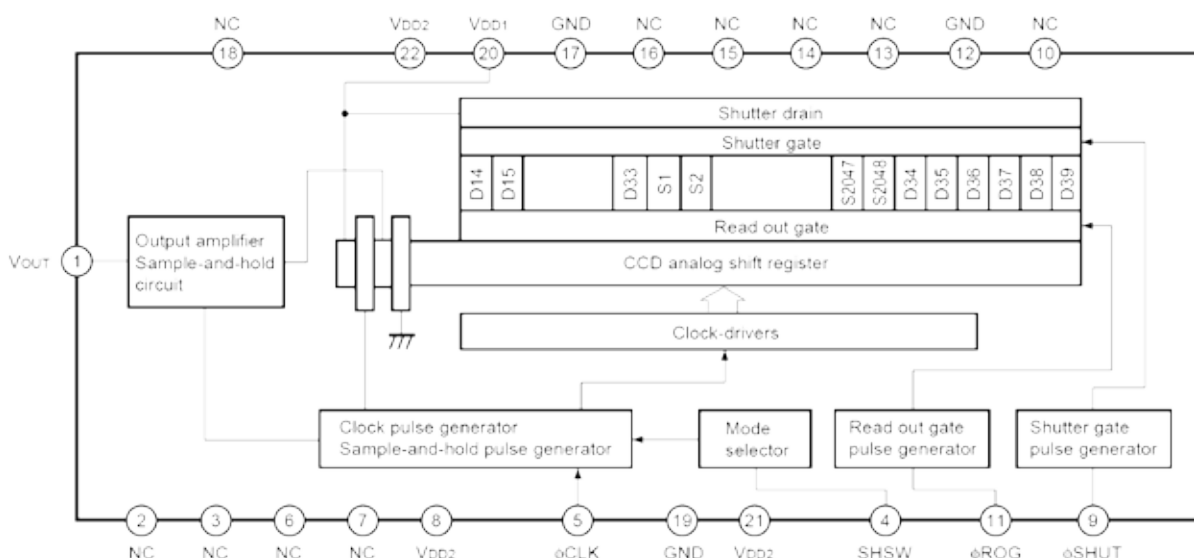 NC VDD2 VDD1 GND NC NC NC NC GND NC
18 22 20 17 16 15 14 13 12 10
Shutter drain
Shutter gate
D14 D15 D33 S1 S2 S2047 S2048 D34 D35 D36 D37 D38 D39
Read out gate
CCD analog shift register
VOUT 1
Output amplifier
Sample-and-hold
circuit
Clock-drivers
Clock pulse generator
Sample-and-hold pulse generator
Mode
selector
Read out gate
pulse generator
Shutter gate
pulse generator
2 3 6 7 8 5 19 21 4 11 9
NC NC NC NC VDD2 φCLK GND VDD2 SHSW φROG φSHUT